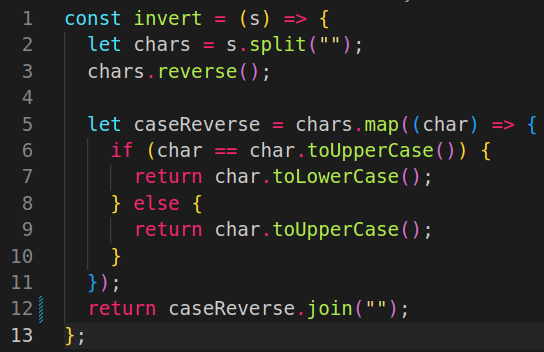 1 const invert = (s) => {
2   let chars = s.split("");
3   chars.reverse();
4
5   let caseReverse = chars.map((char) => {
6     if (char == char.toUpperCase()) {
7       return char.toLowerCase();
8     } else {
9       return char.toUpperCase();
10     }
11   });
12   return caseReverse.join("");
13 };